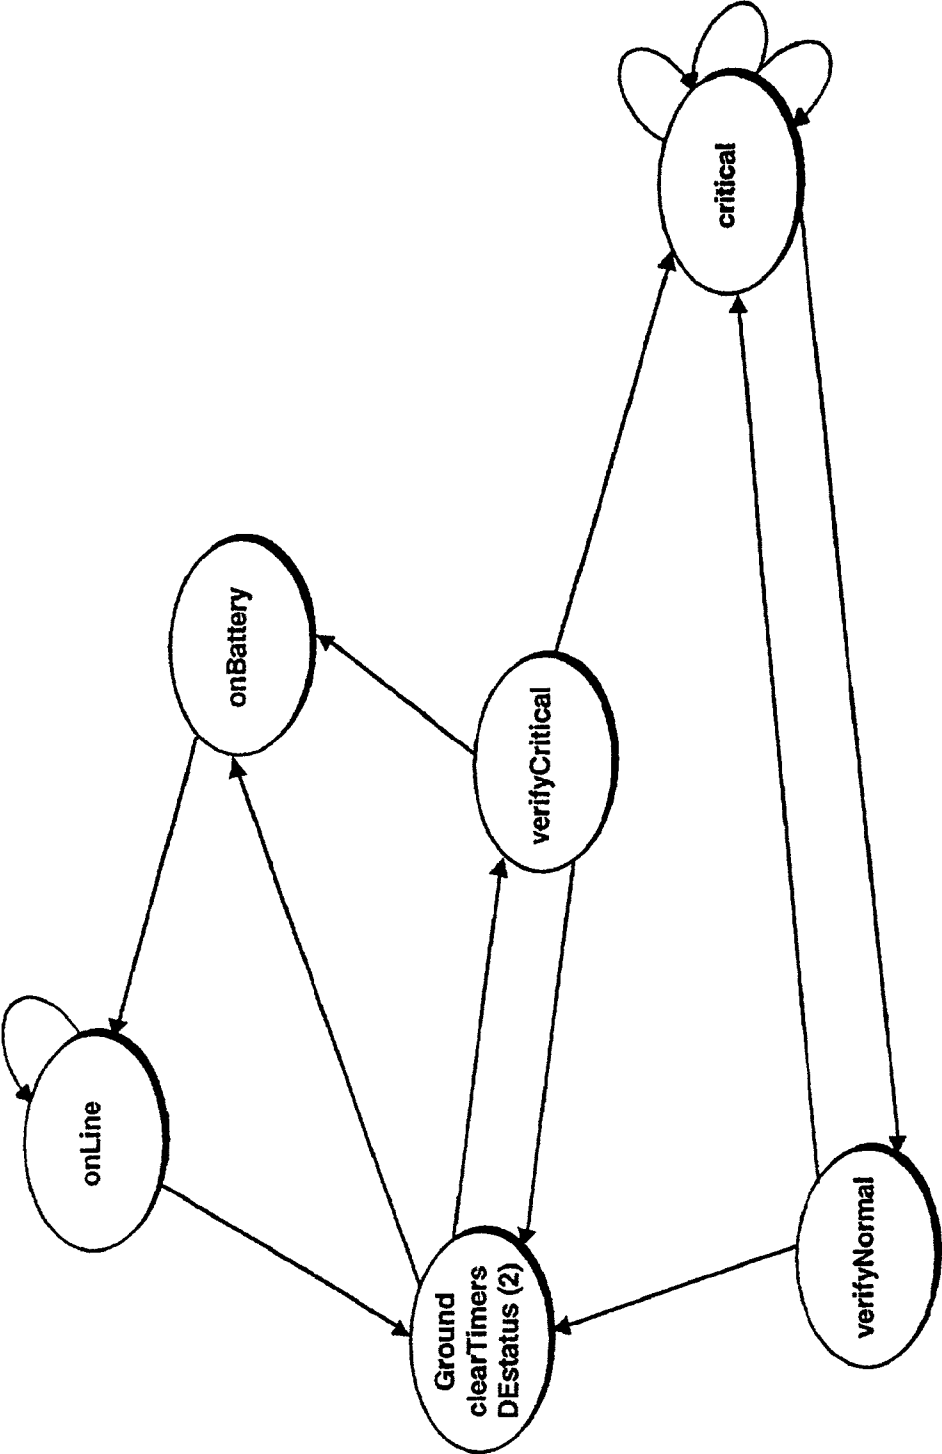 onLine
onBattery
critical
Ground
clearTimers
DEstatus (2)
verifyCritical
verifyNormal